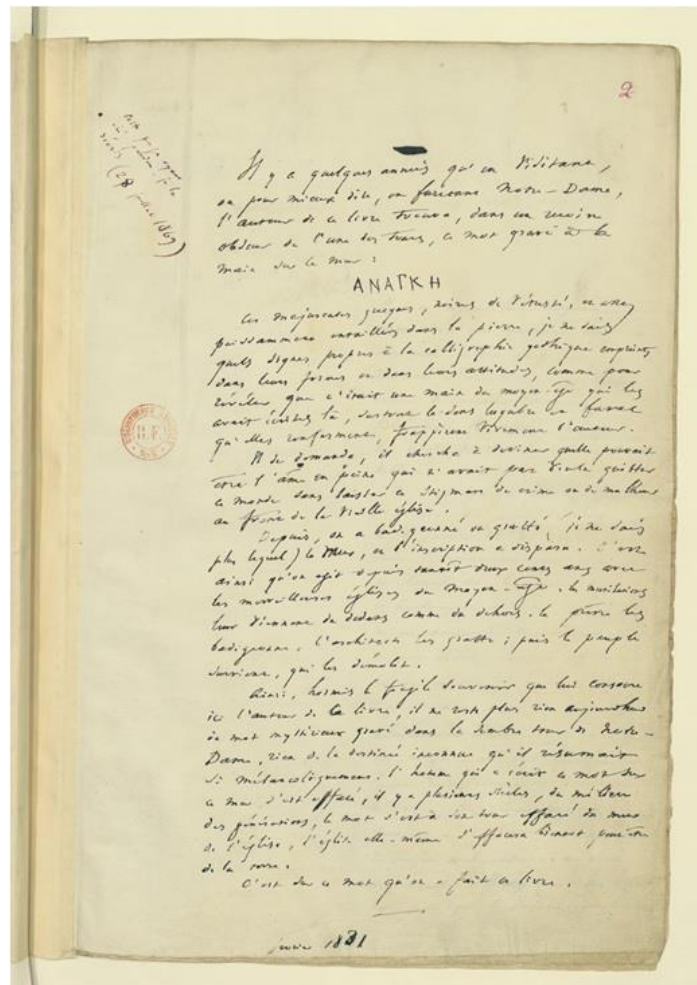 2
(28 juillet 1869)
Il y a quelques années qu'en visitant,
ou pour mieux dire, en furetant Notre-Dame,
l'auteur de ce livre trouva, dans un recoin
obscur de l'une des tours, ce mot gravé à la
main sur le mur :
ΑΝΑΓΚΗ
Ces majuscules grecques, noires de vétusté, et assez
puissamment entaillées dans la pierre, je ne sais
quels signes propres à la calligraphie gothique empreints
dans leurs formes et dans leurs attitudes, comme pour
révéler que c'était une main du moyen-âge qui les
avait écrites là, surtout le sens lugubre et fatal
qu'elles renferment, frappèrent vivement l'auteur.
Il se demanda, il chercha à deviner quelle pouvait
être l'âme en peine qui n'avait pas voulu quitter
ce monde sans laisser ce stigmate de crime ou de malheur
au front de la vieille église.
Depuis, on a badigeonné ou gratté (je ne sais
plus lequel) le mur, et l'inscription a disparu. C'est
ainsi qu'on agit depuis tantôt deux cents ans avec
les merveilleuses églises du moyen-âge. Les mutilations
leur viennent du dedans comme du dehors. Le prêtre les
badigeonne, l'architecte les gratte ; puis le peuple
survient, qui les démolit.
Ainsi, hormis le fragile souvenir que lui consacre
ici l'auteur de ce livre, il ne reste plus rien aujourd'hui
du mot mystérieux gravé dans la sombre tour de Notre-
Dame, rien de la destinée inconnue qu'il résumait
si mélancoliquement. L'homme qui a écrit ce mot sur
ce mur s'est effacé, il y a plusieurs siècles, du milieu
des générations, le mot s'est à son tour effacé du mur
de l'église, l'église elle-même s'effacera bientôt peut-être
de la terre.
C'est sur ce mot qu'on a fait ce livre.
1831